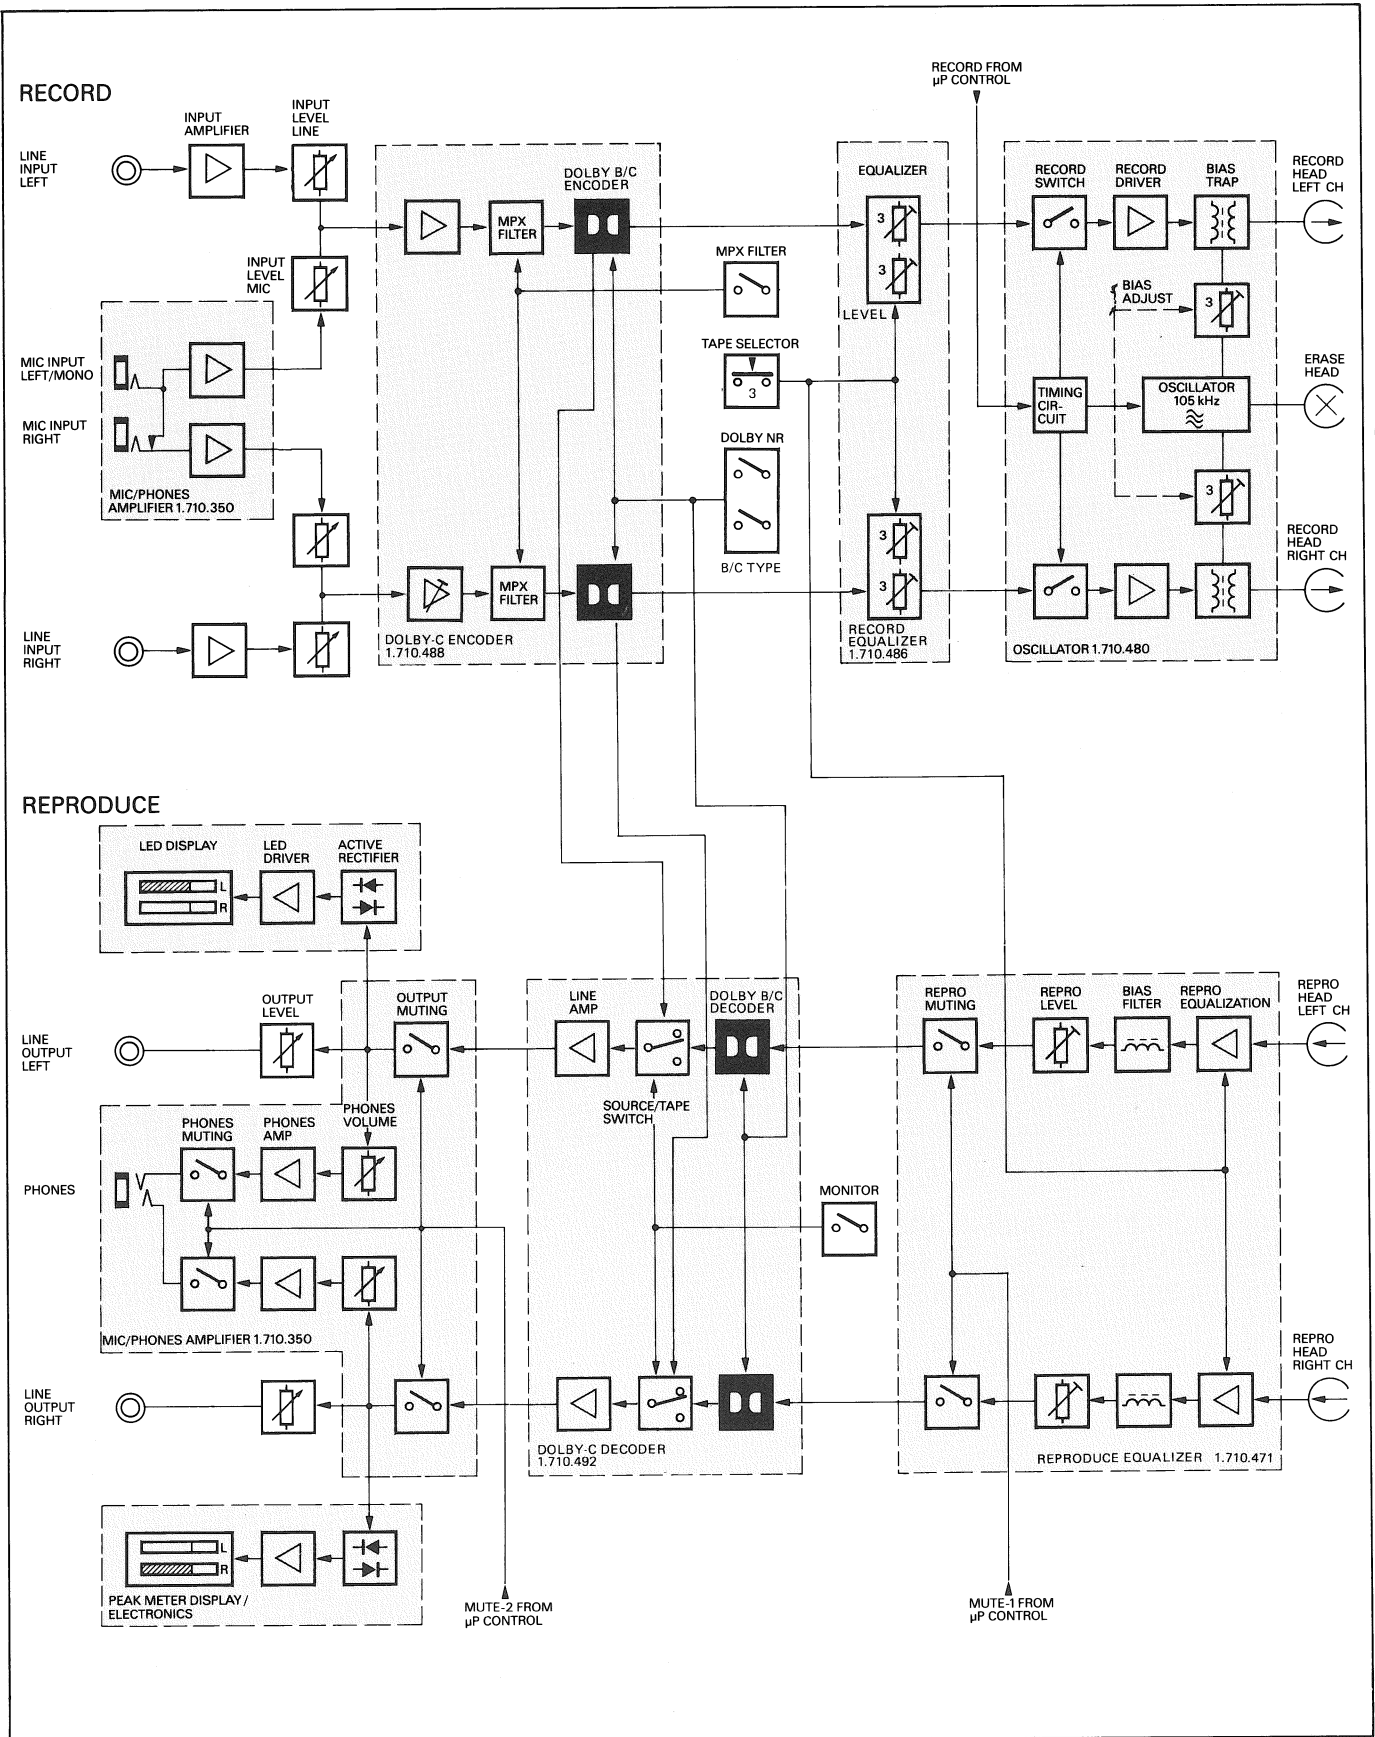 RECORD FROM
µP CONTROL
RECORD
INPUT
AMPLIFIER
INPUT
LEVEL
LINE
LINE
INPUT
LEFT
DOLBY B/C
ENCODER
EQUALIZER
RECORD
SWITCH
RECORD
DRIVER
BIAS
TRAP
RECORD
HEAD
LEFT CH
MPX
FILTER
3
3
LEVEL
MPX FILTER
INPUT
LEVEL
MIC
BIAS
ADJUST
3
TAPE SELECTOR
3
MIC INPUT
LEFT/MONO
ERASE
HEAD
TIMING
CIR-
CUIT
OSCILLATOR
105 kHz
MIC INPUT
RIGHT
DOLBY NR
B/C TYPE
MIC/PHONES
AMPLIFIER 1.710.350
3
3
3
RECORD
HEAD
RIGHT CH
MPX
FILTER
LINE
INPUT
RIGHT
DOLBY-C ENCODER
1.710.488
RECORD
EQUALIZER
1.710.486
OSCILLATOR 1.710.480
REPRODUCE
LED DISPLAY
LED
DRIVER
ACTIVE
RECTIFIER
L
R
OUTPUT
LEVEL
OUTPUT
MUTING
LINE
AMP
DOLBY B/C
DECODER
REPRO
MUTING
REPRO
LEVEL
BIAS
FILTER
REPRO
EQUALIZATION
REPRO
HEAD
LEFT CH
LINE
OUTPUT
LEFT
SOURCE/TAPE
SWITCH
PHONES
MUTING
PHONES
AMP
PHONES
VOLUME
PHONES
MONITOR
MIC/PHONES AMPLIFIER 1.710.350
REPRO
HEAD
RIGHT CH
LINE
OUTPUT
RIGHT
DOLBY-C DECODER
1.710.492
REPRODUCE EQUALIZER 1.710.471
L
R
PEAK METER DISPLAY/
ELECTRONICS
MUTE-2 FROM
µP CONTROL
MUTE-1 FROM
µP CONTROL